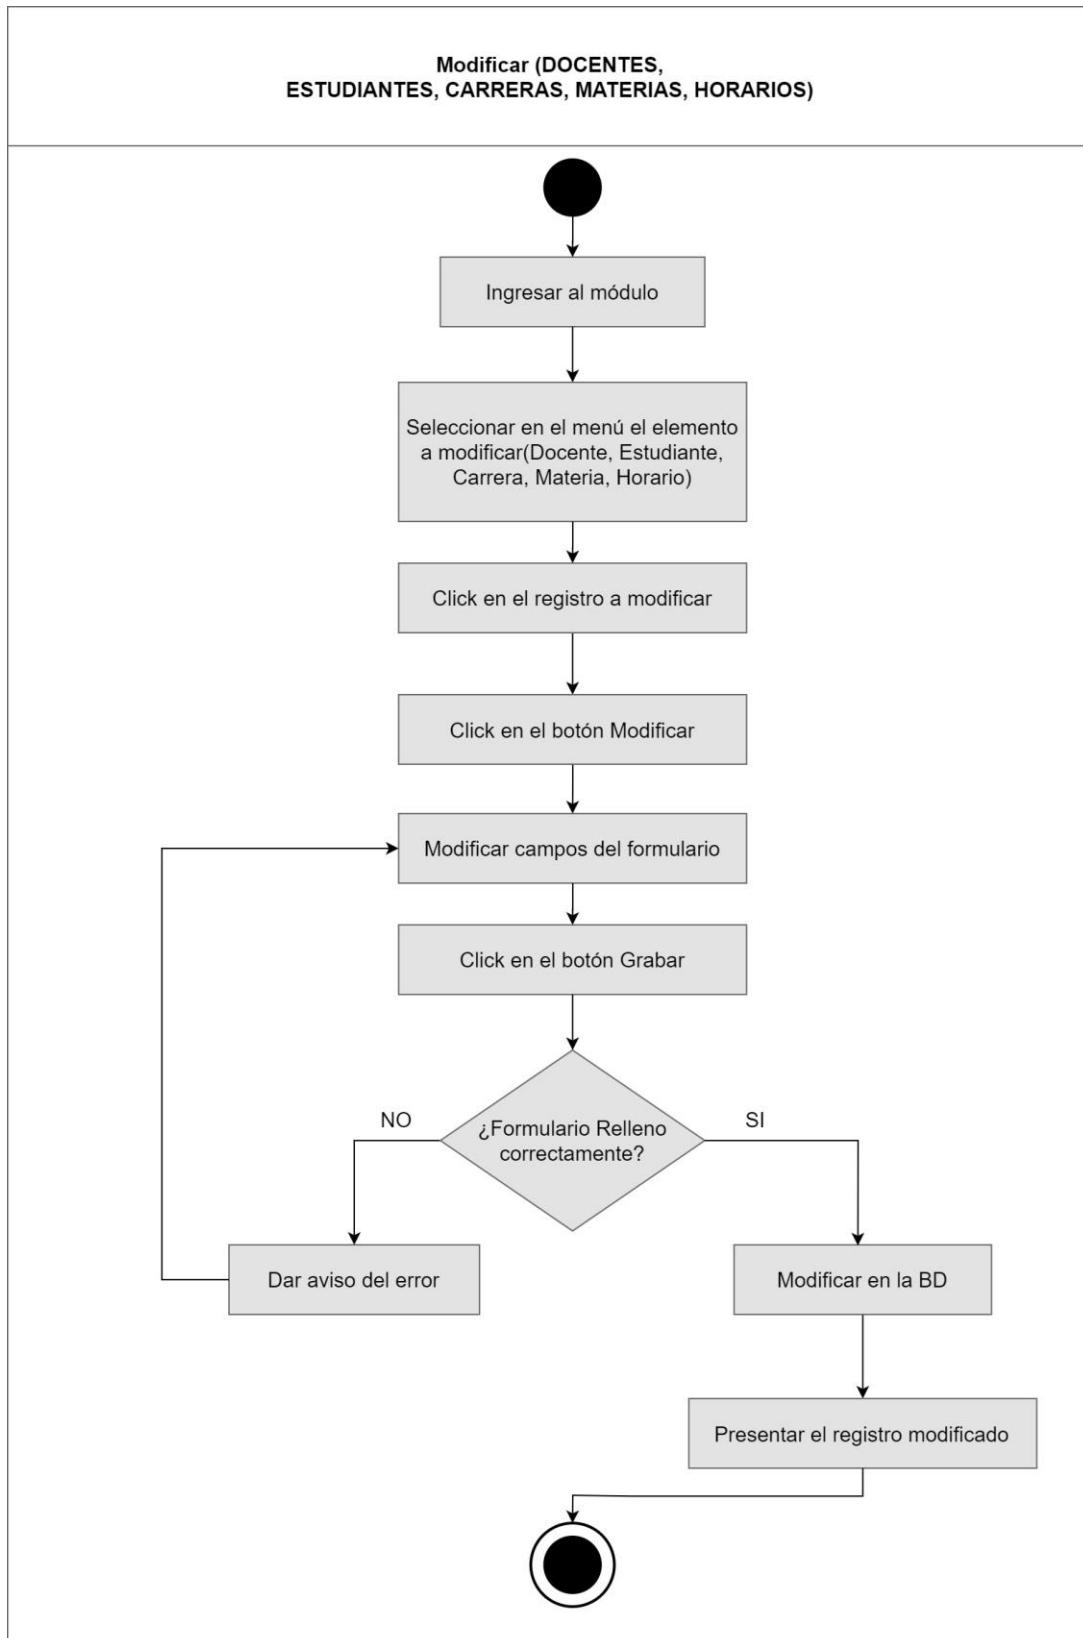 Modificar (DOCENTES,
ESTUDIANTES, CARRERAS, MATERIAS, HORARIOS)
Ingresar al módulo
Seleccionar en el menú el elemento
a modificar(Docente, Estudiante,
Carrera, Materia, Horario)
Click en el registro a modificar
Click en el botón Modificar
Modificar campos del formulario
Click en el botón Grabar
¿Formulario Relleno
correctamente?
NO
SI
Dar aviso del error
Modificar en la BD
Presentar el registro modificado